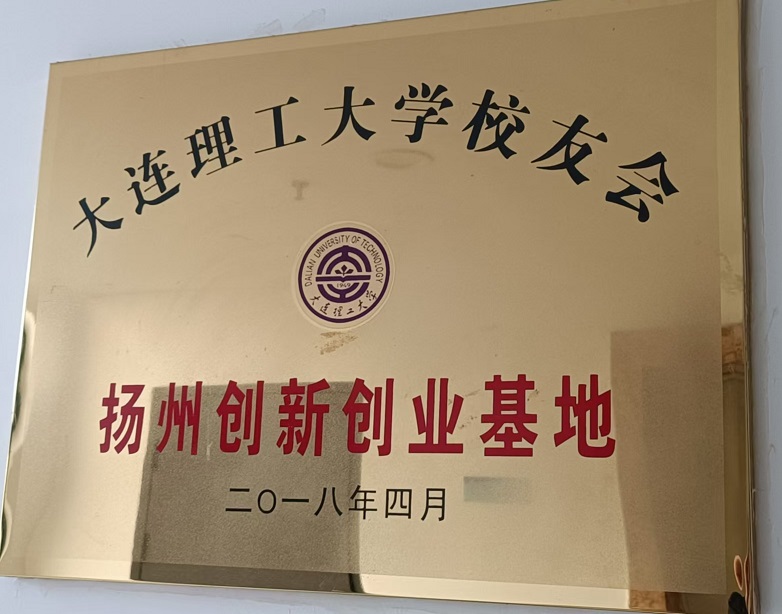 大连理工大学校友会
DALIAN UNIVERSITY OF TECHNOLOGY
1949
大连理工大学
扬州创新创业基地
二〇一八年四月